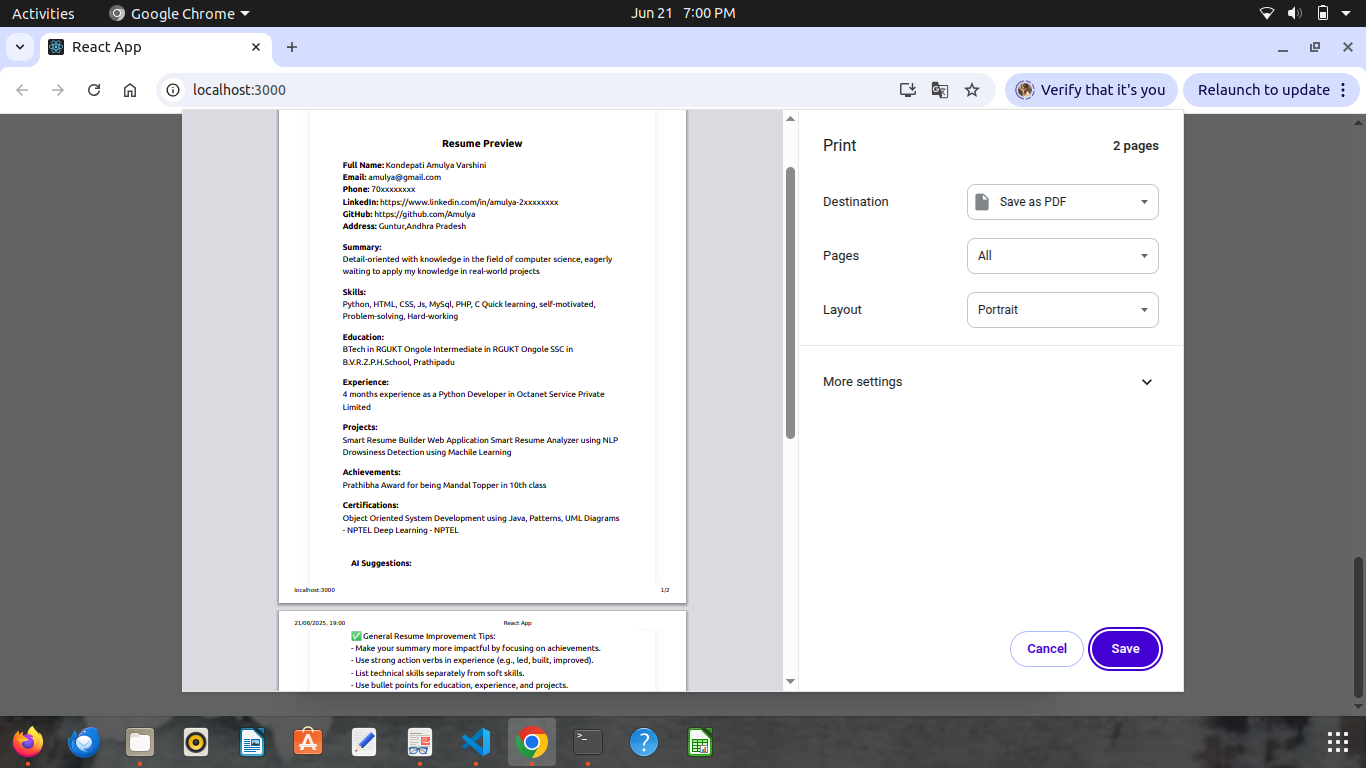 Activities
Google Chrome
Jun 21 7:00 PM
React App
localhost:3000
Verify that it's you
Relaunch to update
Resume Preview
Full Name: Kondepati Amulya Varshini
Email: amulya@gmail.com
Phone: 70xxxxxxxx
LinkedIn: https://www.linkedin.com/in/amulya-2xxxxxxxx
GitHub: https://github.com/Amulya
Address: Guntur,Andhra Pradesh
Summary:
Detail-oriented with knowledge in the field of computer science, eagerly
waiting to apply my knowledge in real-world projects
Skills:
Python, HTML, CSS, Js, MySql, PHP, C Quick learning, self-motivated,
Problem-solving, Hard-working
Education:
BTech in RGUKT Ongole Intermediate in RGUKT Ongole SSC in
B.V.R.Z.P.H.School, Prathipadu
Experience:
4 months experience as a Python Developer in Octanet Service Private
Limited
Projects:
Smart Resume Builder Web Application Smart Resume Analyzer using NLP
Drowsiness Detection using Machile Learning
Achievements:
Prathibha Award for being Mandal Topper in 10th class
Certifications:
Object Oriented System Development using Java, Patterns, UML Diagrams
- NPTEL Deep Learning - NPTEL
AI Suggestions:
localhost:3000
1/2
21/06/2025, 19:00
React App
✅ General Resume Improvement Tips:
- Make your summary more impactful by focusing on achievements.
- Use strong action verbs in experience (e.g., led, built, improved).
- List technical skills separately from soft skills.
- Use bullet points for education, experience, and projects.
Print
2 pages
Destination
Save as PDF
Pages
All
Layout
Portrait
More settings
Cancel
Save